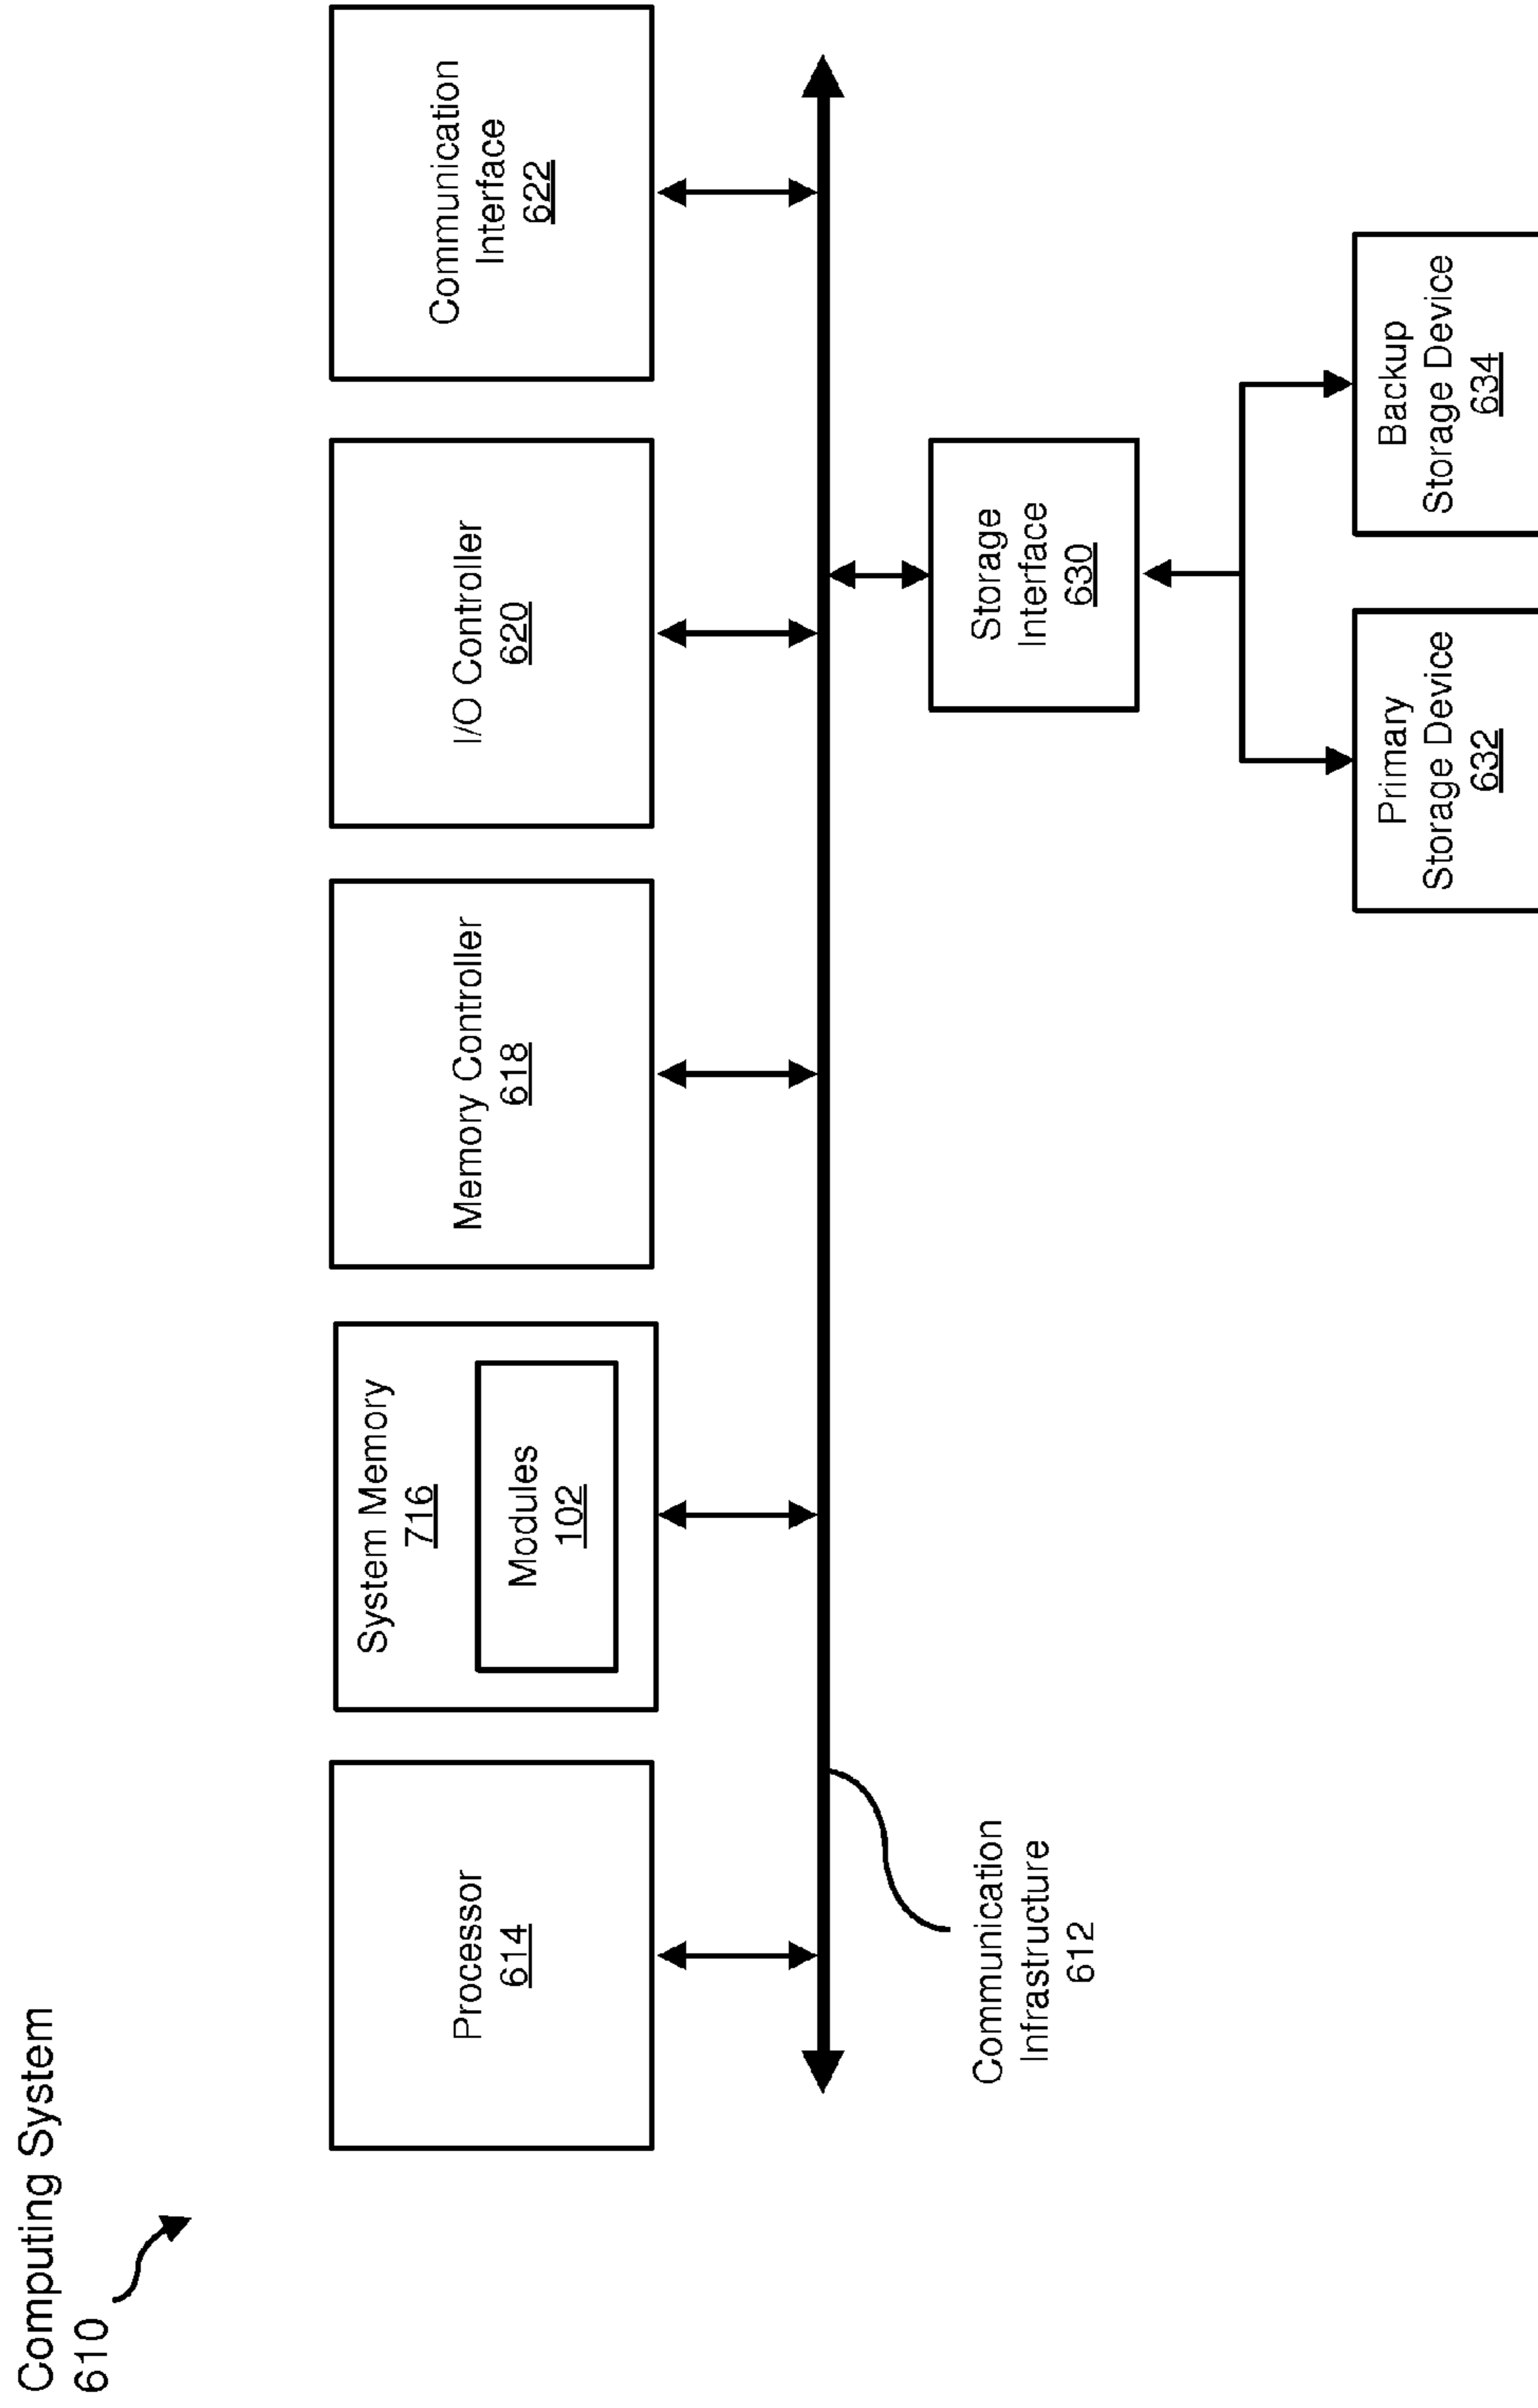 Computing System
610
Processor
614
System Memory
716
Modules
102
Memory Controller
618
I/O Controller
620
Communication
Interface
622
Communication
Infrastructure
612
Storage
Interface
630
Primary
Storage Device
632
Backup
Storage Device
634